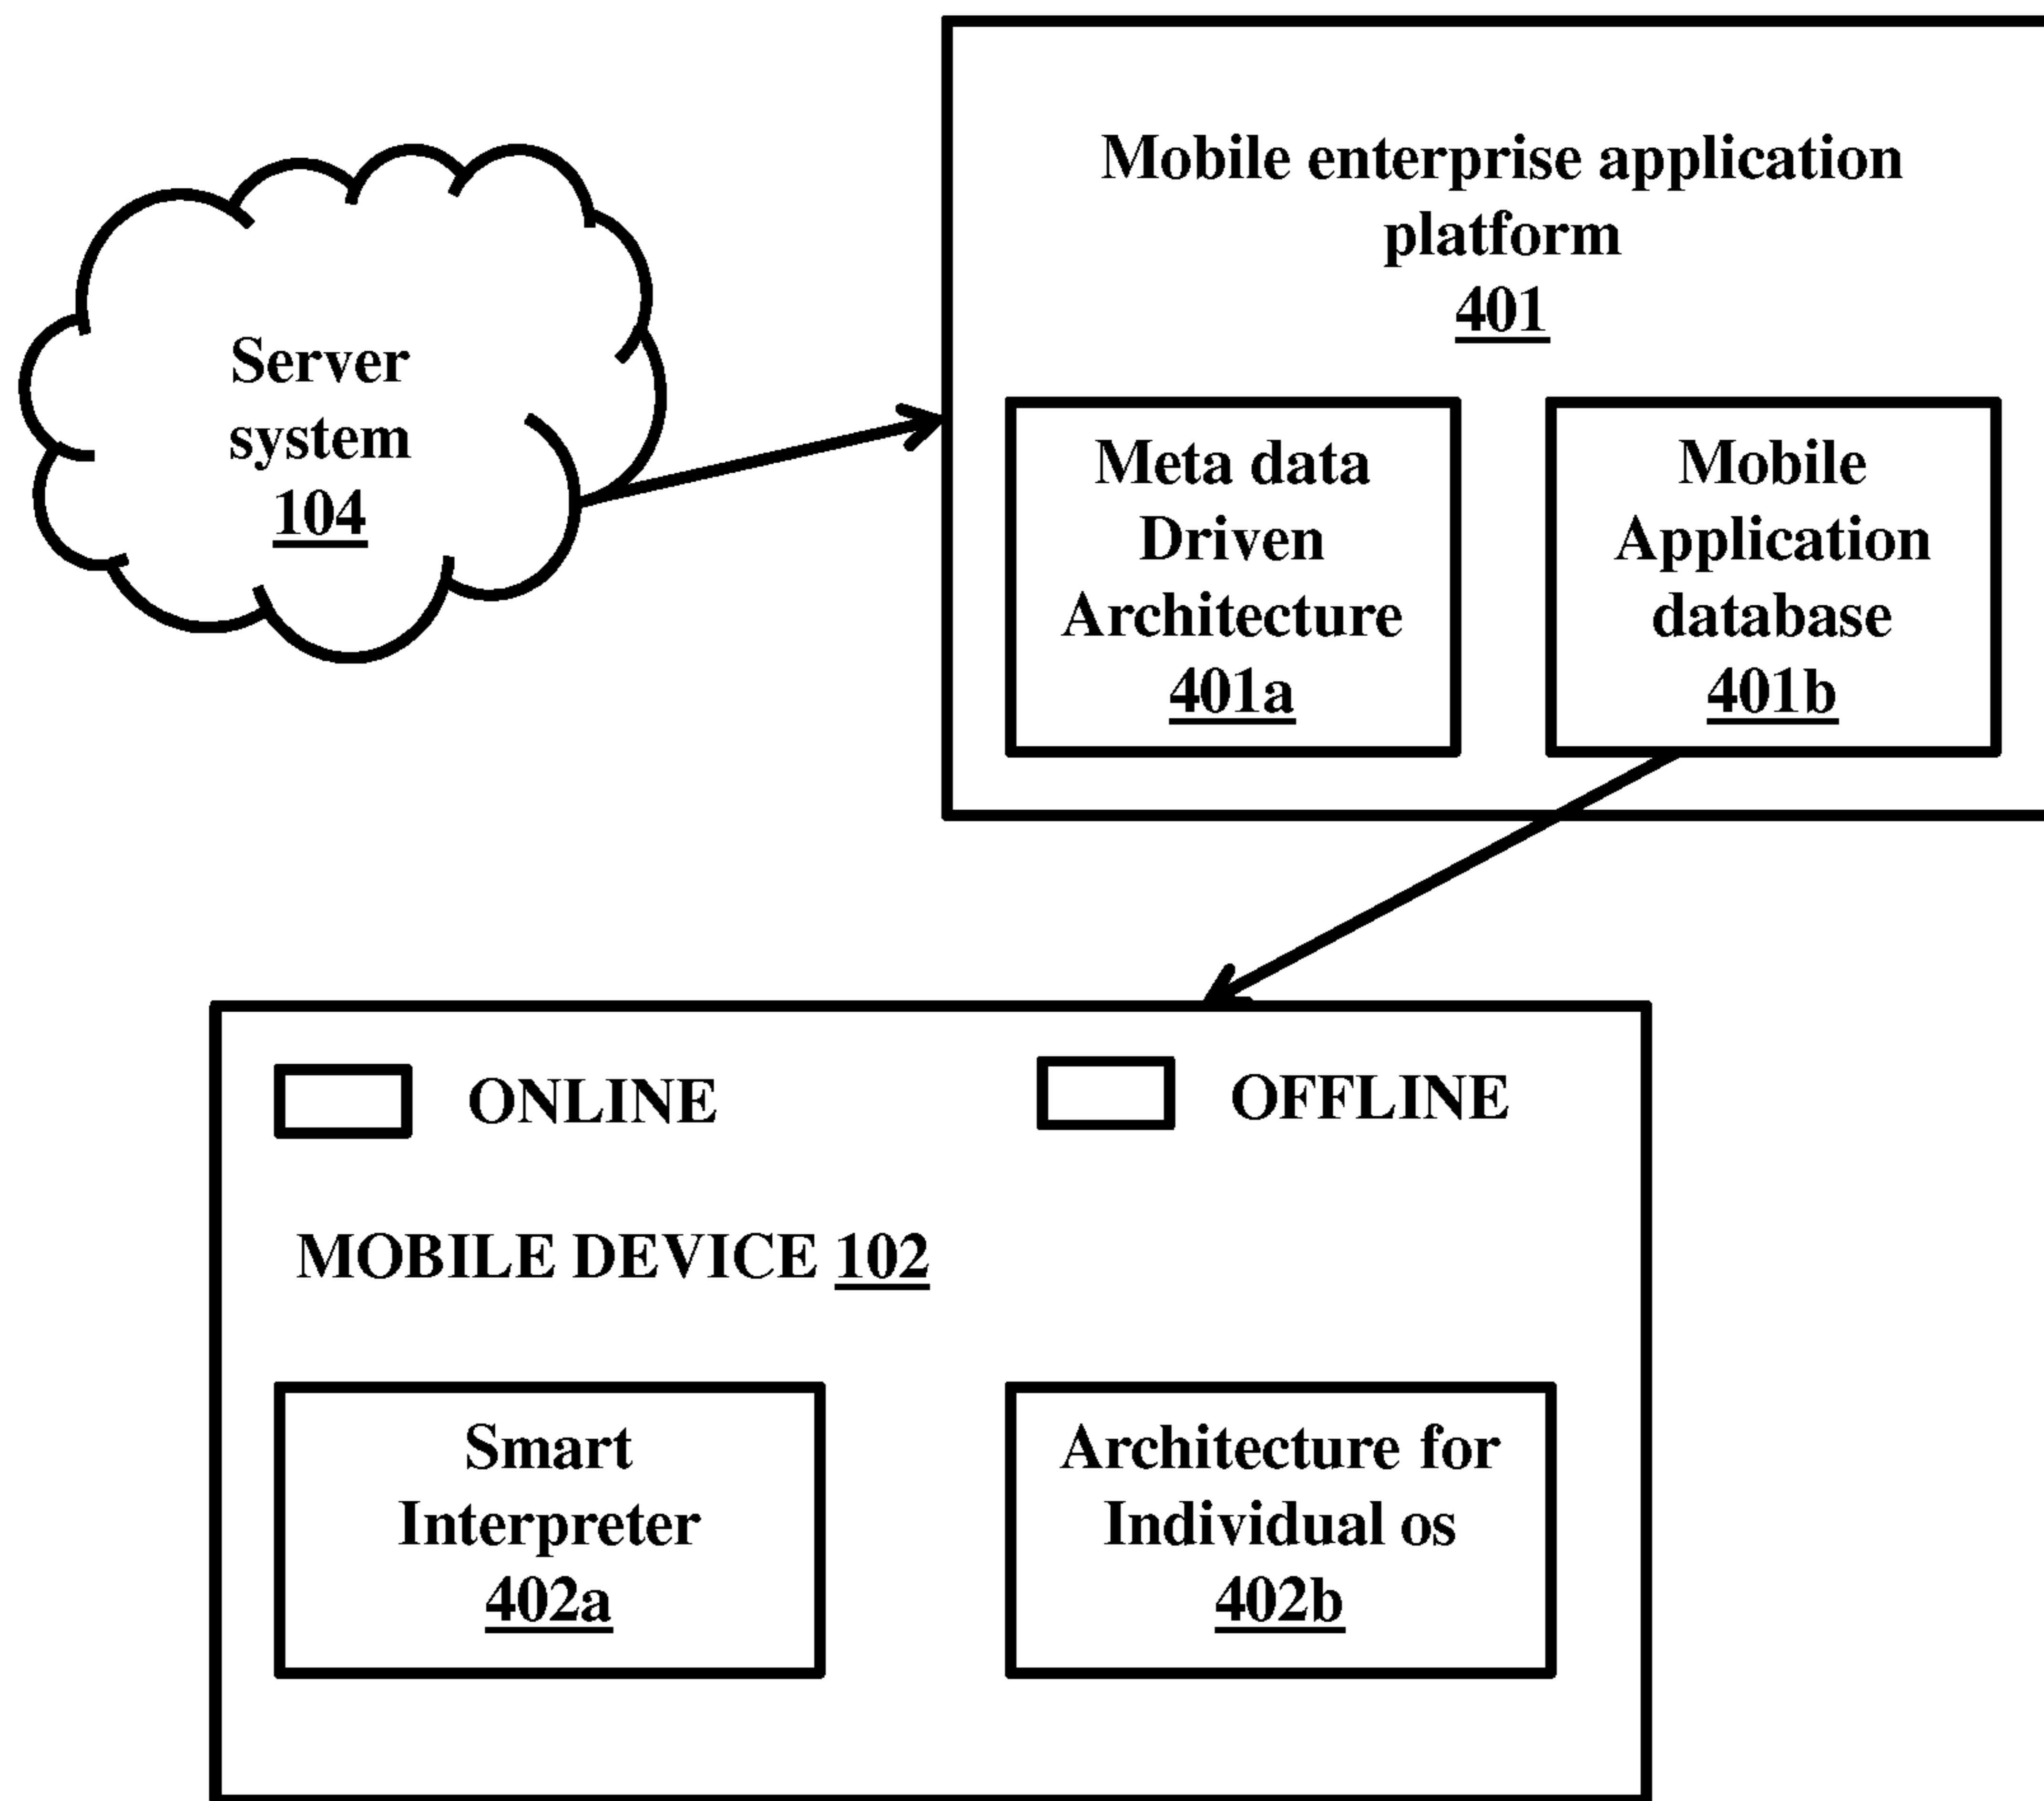 Mobile enterprise application
platform
401
Server
system
104
Meta data
Driven
Architecture
401a
Mobile
Application
database
401b
ONLINE
OFFLINE
MOBILE DEVICE 102
Smart
Interpreter
402a
Architecture for
Individual os
402b